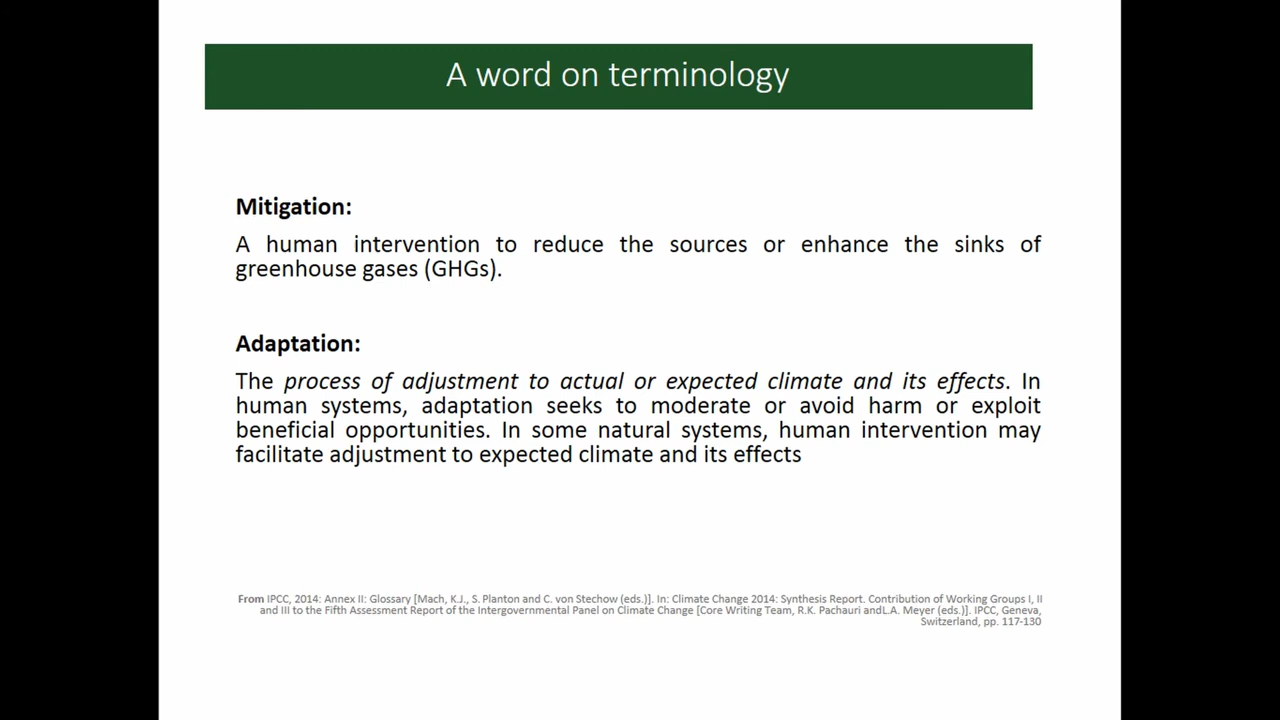 A word on terminology
Mitigation:
A human intervention to reduce the sources or enhance the sinks of
greenhouse gases (GHGs).
Adaptation:
The process of adjustment to actual or expected climate and its effects. In
human systems, adaptation seeks to moderate or avoid harm or exploit
beneficial opportunities. In some natural systems, human intervention may
facilitate adjustment to expected climate and its effects
From IPCC, 2014: Annex II: Glossary [Mach, K.J., S. Planton and C. von Stechow (eds.)]. In: Climate Change 2014: Synthesis Report. Contribution of Working Groups I, II
and III to the Fifth Assessment Report of the Intergovernmental Panel on Climate Change [Core Writing Team, R.K. Pachauri andL.A. Meyer (eds.)]. IPCC, Geneva,
Switzerland, pp. 117-130